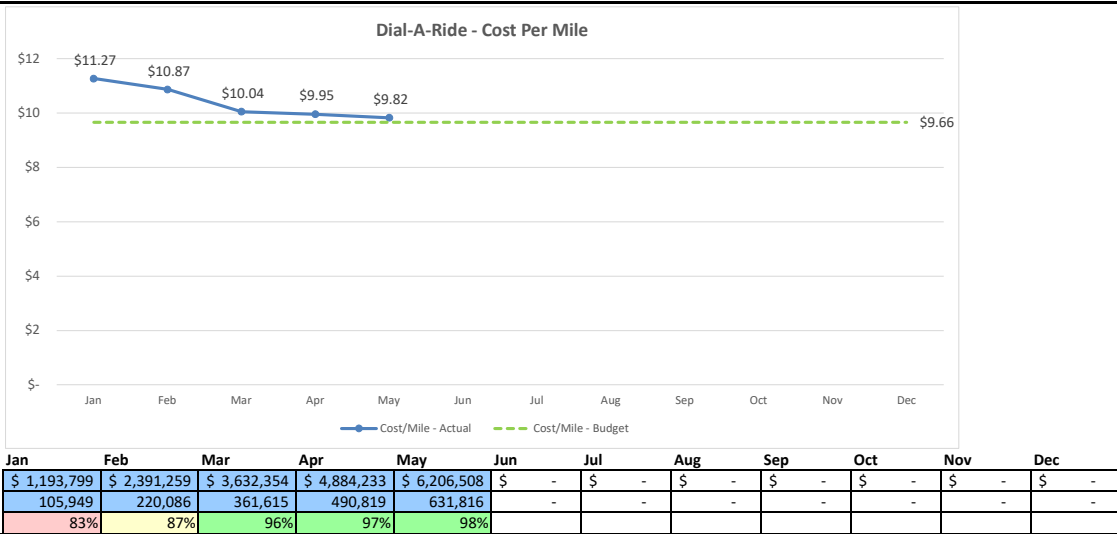 Dial-A-Ride - Cost Per Mile
$12
$11.27
$10.87
$10.04
$9.95
$9.82
$10
$9.66
$8
$6
$4
$2
$-
Jan Feb Mar Apr May Jun Jul Aug Sep Oct Nov Dec
Cost/Mile - Actual Cost/Mile - Budget
Jan Feb Mar Apr May Jun Jul Aug Sep Oct Nov Dec
$ 1,193,799 $ 2,391,259 $ 3,632,354 $ 4,884,233 $ 6,206,508 $ - $ - $ - $ - $ - $ - $ -
105,949 220,086 361,615 490,819 631,816 - - - - - - -
83% 87% 96% 97% 98%